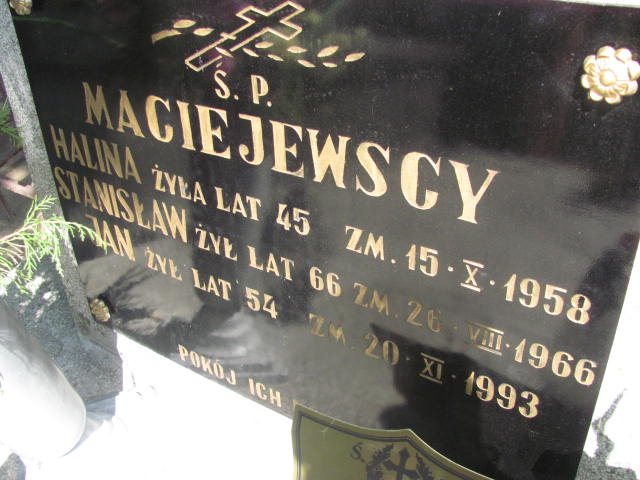 Ś. P.
MACIEJEWSCY
HALINA ŻYŁA LAT 45 ZM. 15 · X · 1958
STANISŁAW ŻYŁ LAT 66 ZM. 26 · VIII · 1966
JAN ŻYŁ LAT 54 ZM. 20 · XI · 1993
POKÓJ ICH
Ś.